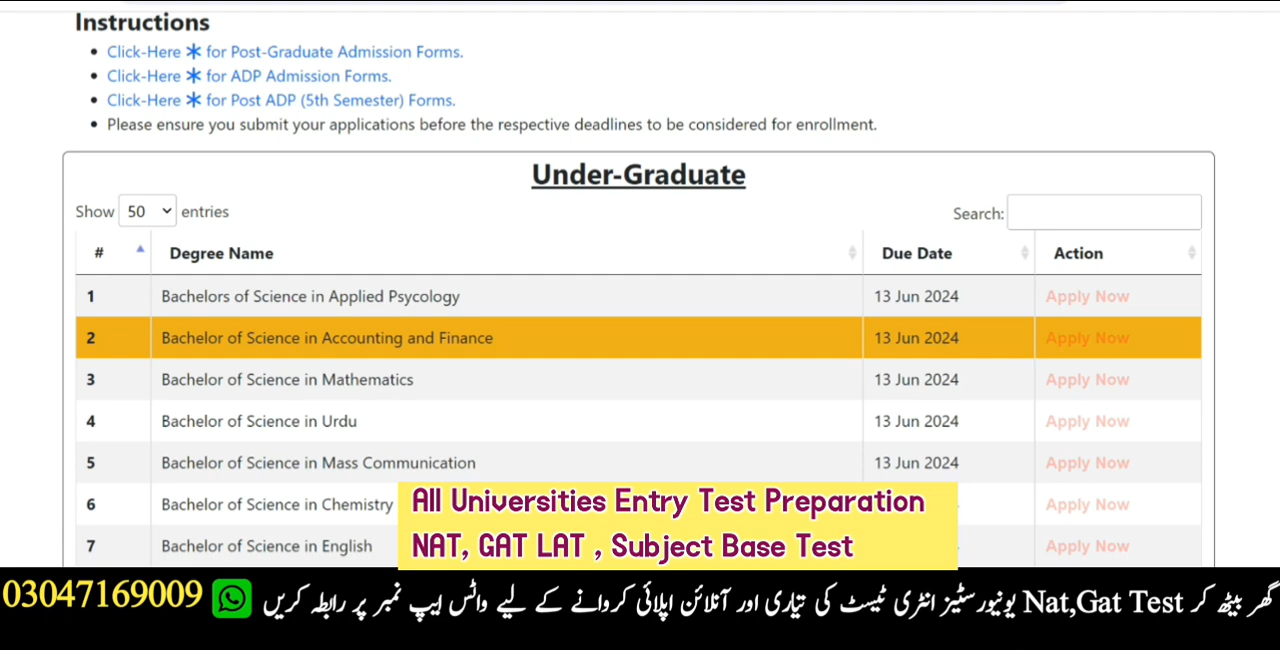 Instructions
Click-Here * for Post-Graduate Admission Forms.
Click-Here * for ADP Admission Forms.
Click-Here * for Post ADP (5th Semester) Forms.
Please ensure you submit your applications before the respective deadlines to be considered for enrollment.
Under-Graduate
Show 50 entries Search:
# Degree Name Due Date Action
1 Bachelors of Science in Applied Psycology 13 Jun 2024 Apply Now
2 Bachelor of Science in Accounting and Finance 13 Jun 2024 Apply Now
3 Bachelor of Science in Mathematics 13 Jun 2024 Apply Now
4 Bachelor of Science in Urdu 13 Jun 2024 Apply Now
5 Bachelor of Science in Mass Communication 13 Jun 2024 Apply Now
6 Bachelor of Science in Chemistry Apply Now
7 Bachelor of Science in English Apply Now
All Universities Entry Test Preparation
NAT, GAT LAT , Subject Base Test
گھر بیٹھ کر Nat,Gat Test یونیورسٹیز انٹری ٹیسٹ کی تیاری اور آنلائن اپلائی کروانے کے لیے واٹس ایپ نمبر پر رابطہ کریں 03047169009